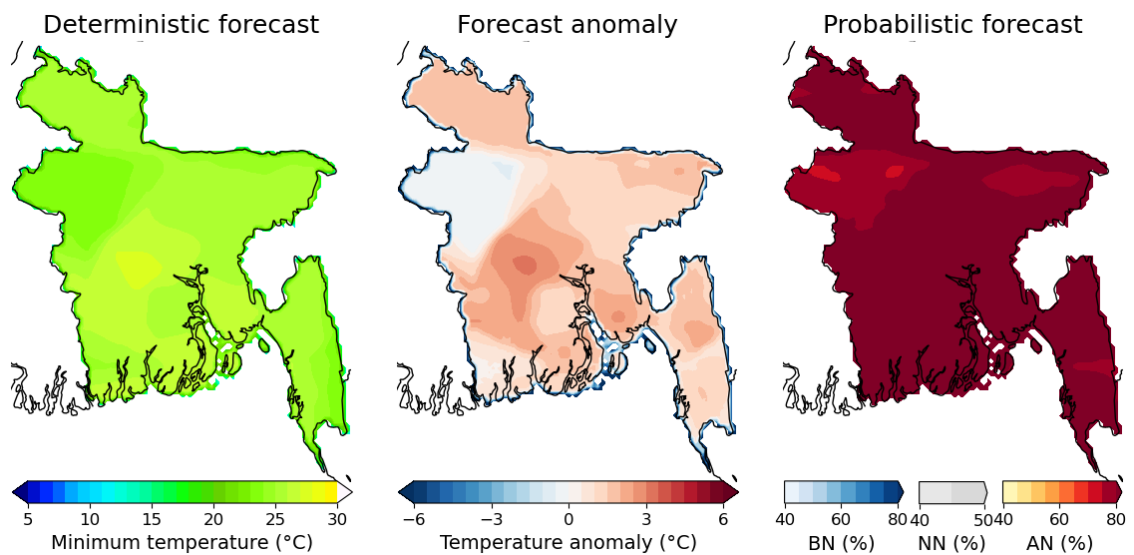 Deterministic forecast
Forecast anomaly
Probabilistic forecast
5 10 15 20 25 30
Minimum temperature (°C)
−6 −3 0 3 6
Temperature anomaly (°C)
40 60 80
BN (%)
40 50
NN (%)
40 60 80
AN (%)